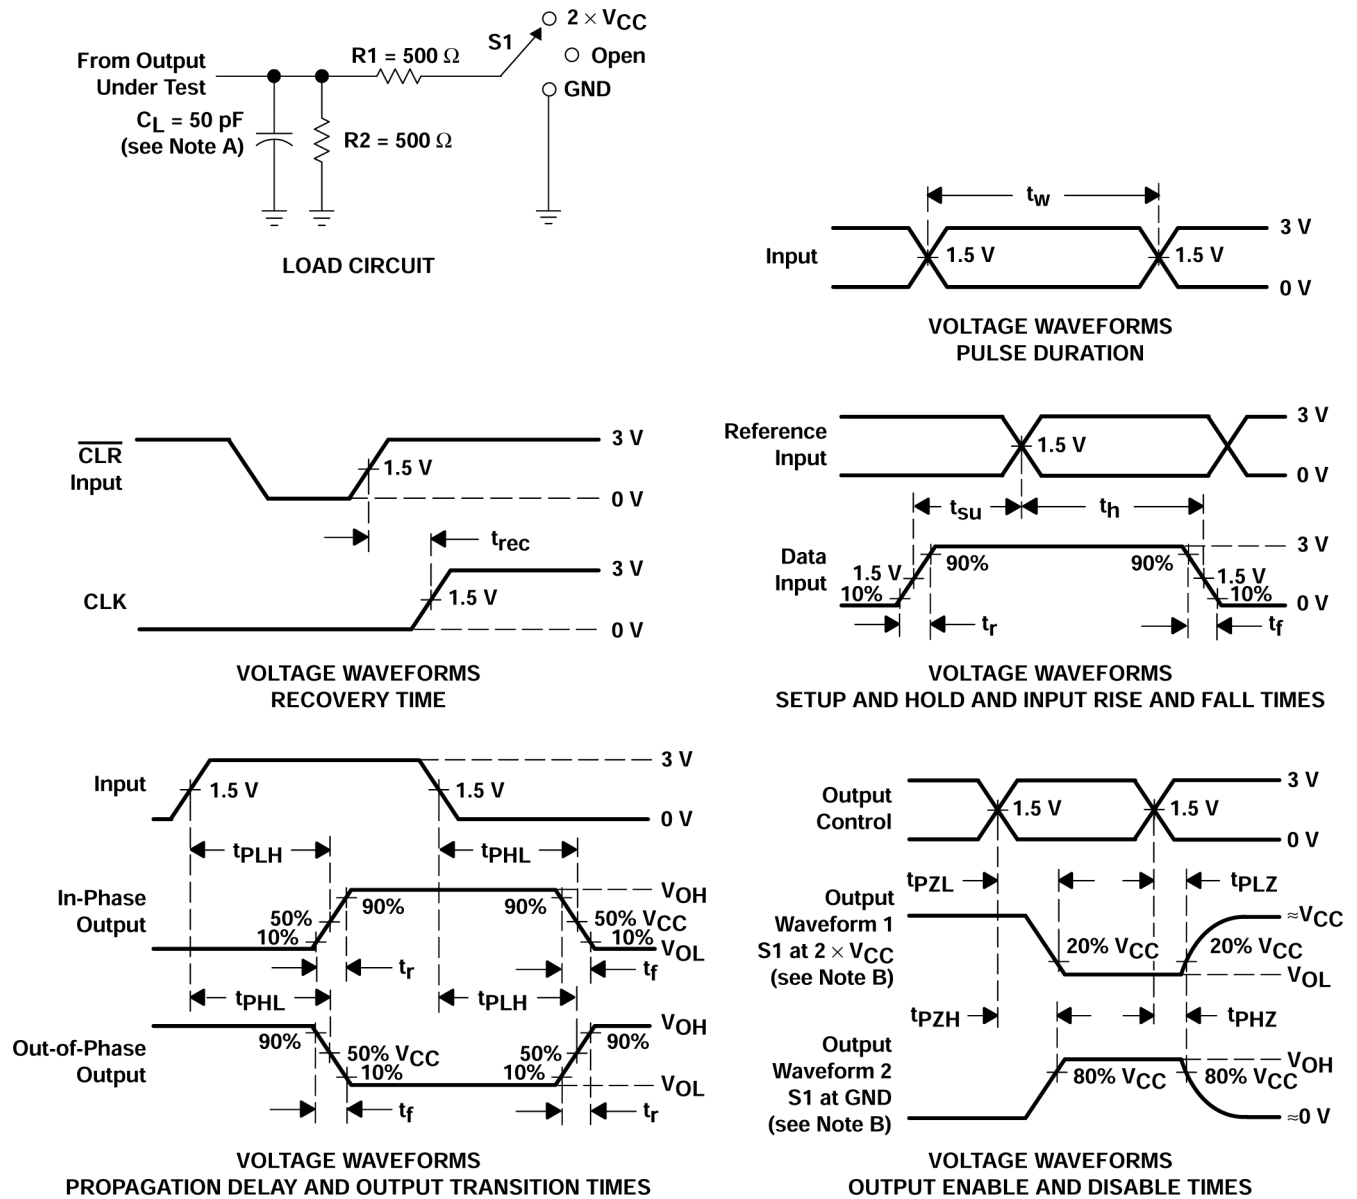 2 × VCC
S1
Open
GND
From Output
Under Test
R1 = 500 Ω
CL = 50 pF
(see Note A)
R2 = 500 Ω
LOAD CIRCUIT
tw
Input
1.5 V
1.5 V
3 V
0 V
VOLTAGE WAVEFORMS
PULSE DURATION
CLR
Input
1.5 V
3 V
0 V
trec
CLK
1.5 V
3 V
0 V
VOLTAGE WAVEFORMS
RECOVERY TIME
Reference
Input
1.5 V
3 V
0 V
tsu
th
Data
Input
1.5 V
10%
90%
90%
1.5 V
10%
3 V
0 V
tr
tf
VOLTAGE WAVEFORMS
SETUP AND HOLD AND INPUT RISE AND FALL TIMES
Input
1.5 V
1.5 V
3 V
0 V
tPLH
tPHL
In-Phase
Output
50%
10%
90%
90%
50% VCC
10%
VOH
VOL
tr
tf
tPHL
tPLH
Out-of-Phase
Output
90%
50% VCC
10%
50%
10%
90%
VOH
VOL
tf
tr
VOLTAGE WAVEFORMS
PROPAGATION DELAY AND OUTPUT TRANSITION TIMES
Output
Control
1.5 V
1.5 V
3 V
0 V
tPZL
tPLZ
Output
Waveform 1
S1 at 2 × VCC
(see Note B)
20% VCC
20% VCC
≈VCC
VOL
tPZH
tPHZ
Output
Waveform 2
S1 at GND
(see Note B)
80% VCC
80% VCC
VOH
≈0 V
VOLTAGE WAVEFORMS
OUTPUT ENABLE AND DISABLE TIMES